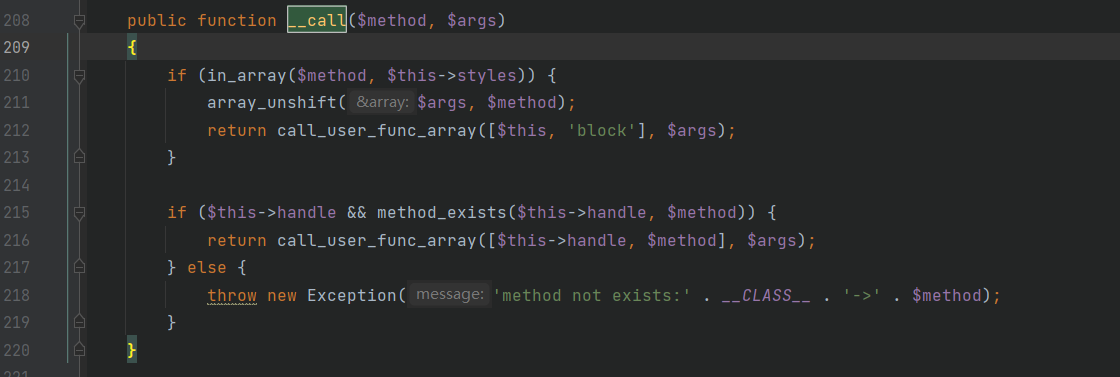 208 public function __call($method, $args)
209 {
210 if (in_array($method, $this->styles)) {
211 array_unshift( &array: $args, $method);
212 return call_user_func_array([$this, 'block'], $args);
213 }
214
215 if ($this->handle && method_exists($this->handle, $method)) {
216 return call_user_func_array([$this->handle, $method], $args);
217 } else {
218 throw new Exception( message: 'method not exists:' . __CLASS__ . '->' . $method);
219 }
220 }